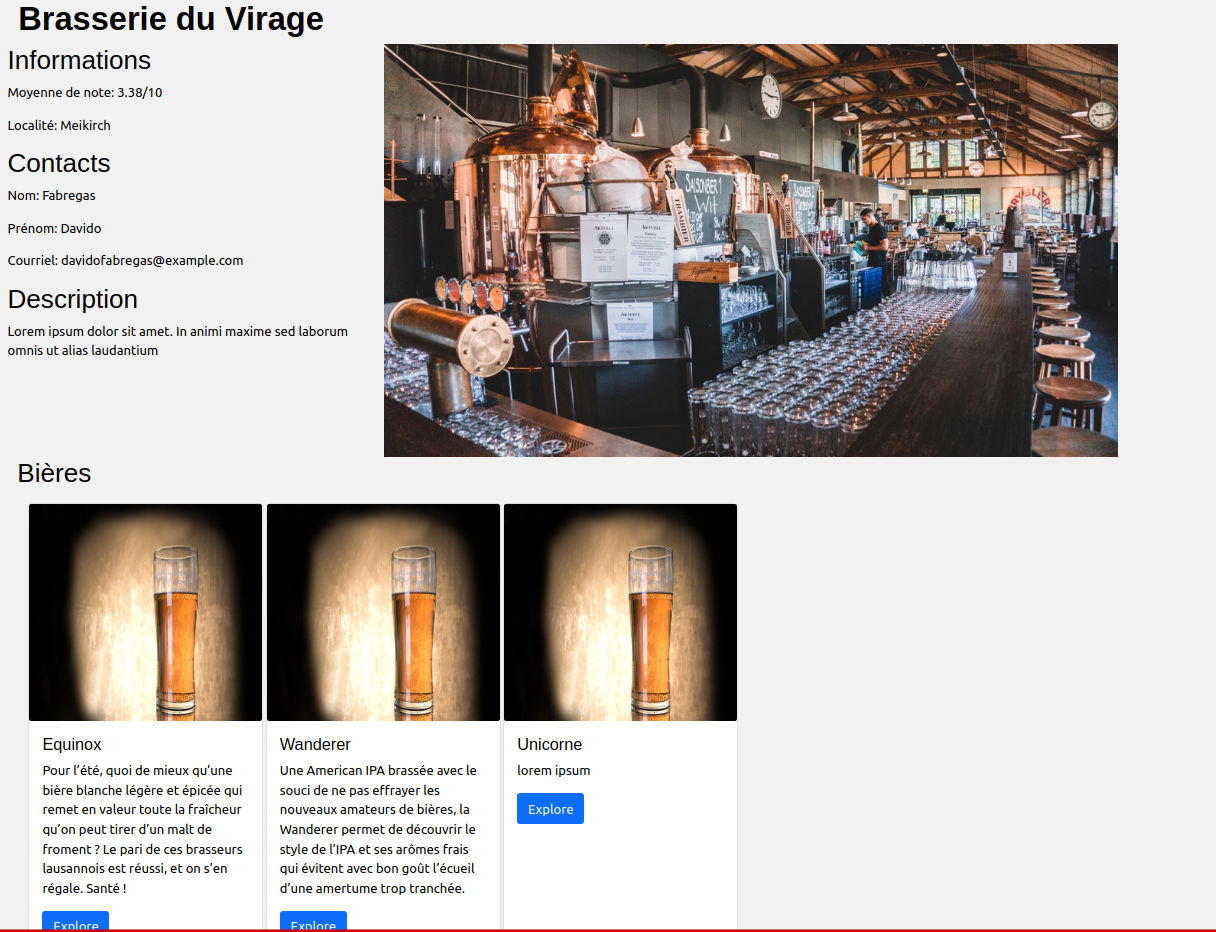 Brasserie du Virage
Informations
Moyenne de note: 3.38/10
Localité: Meikirch
Contacts
Nom: Fabregas
Prénom: Davido
Courriel: davidofabregas@example.com
Description
Lorem ipsum dolor sit amet. In animi maxime sed laborum
omnis ut alias laudantium
SAISONBIER 1
WIT
AKTUELL
AKTUELL
AKTUELL
Bières
Equinox
Pour l’été, quoi de mieux qu’une
bière blanche légère et épicée qui
remet en valeur toute la fraîcheur
qu’on peut tirer d’un malt de
froment ? Le pari de ces brasseurs
lausannois est réussi, et on s’en
régale. Santé !
Explore
Wanderer
Une American IPA brassée avec le
souci de ne pas effrayer les
nouveaux amateurs de bières, la
Wanderer permet de découvrir le
style de l’IPA et ses arômes frais
qui évitent avec bon goût l’écueil
d’une amertume trop tranchée.
Explore
Unicorne
lorem ipsum
Explore